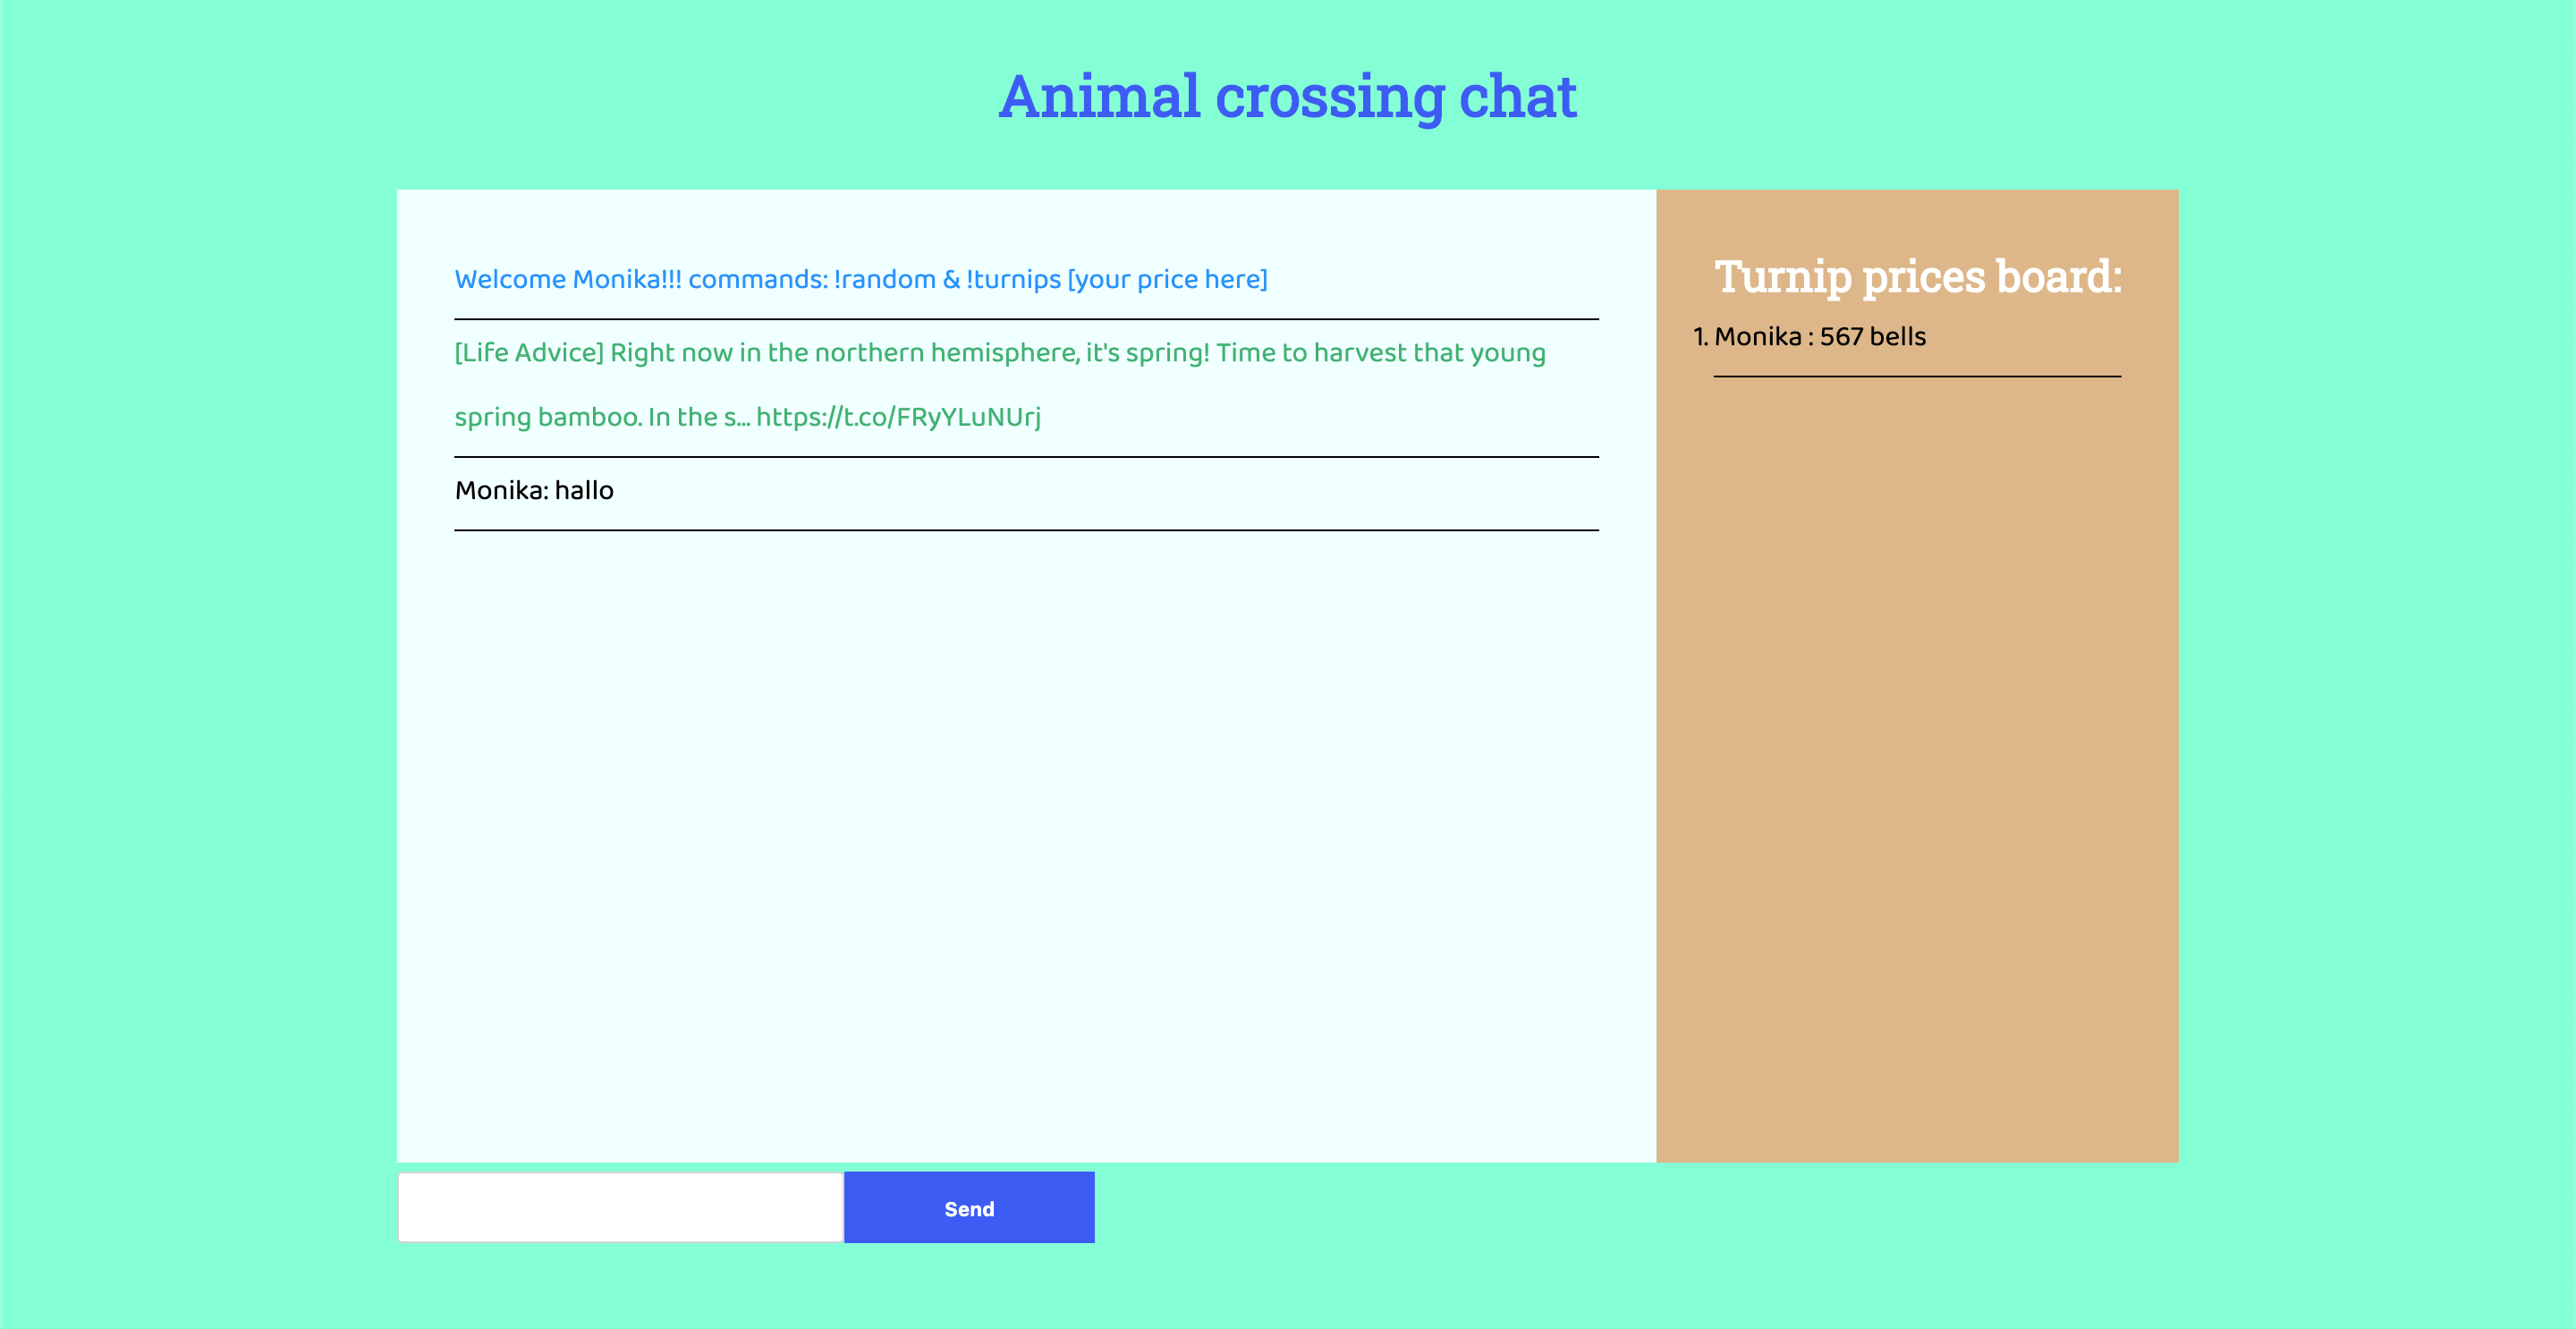 Animal crossing chat
Welcome Monika!!! commands: !random & !turnips [your price here]
[Life Advice] Right now in the northern hemisphere, it's spring! Time to harvest that young
spring bamboo. In the s... https://t.co/FRyYLuNUrj
Monika: hallo
Turnip prices board:
1. Monika : 567 bells
Send